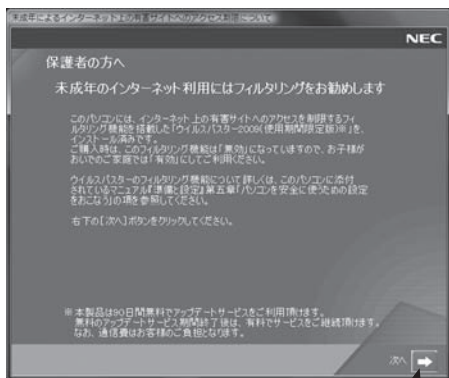 未成年によるインターネット上の有害サイトへのアクセス制限について
NEC
保護者の方へ
未成年のインターネット利用にはフィルタリングをお勧めします
このパソコンには、インターネット上の有害サイトへのアクセスを制限するフィ
ルタリング機能を搭載した「ウイルスバスター2009(使用期間限定版)※」を、
インストール済みです。
ご購入時は、このフィルタリング機能は「無効」になっていますので、お子様が
おいでのご家庭では「有効」にしてご利用ください。
ウイルスバスターのフィルタリング機能について詳しくは、このパソコンに添付
されているマニュアル『準備と設定』第五章「パソコンを安全に使うための設定
をおこなう」の項を参照してください。
右下の[次へ]ボタンをクリックしてください。
※ 本製品は90日間無料でアップデートサービスをご利用頂けます。
無料のアップデートサービス期間終了後は、有料でサービスをご継続頂けます。
なお、通信費はお客様のご負担となります。
次へ